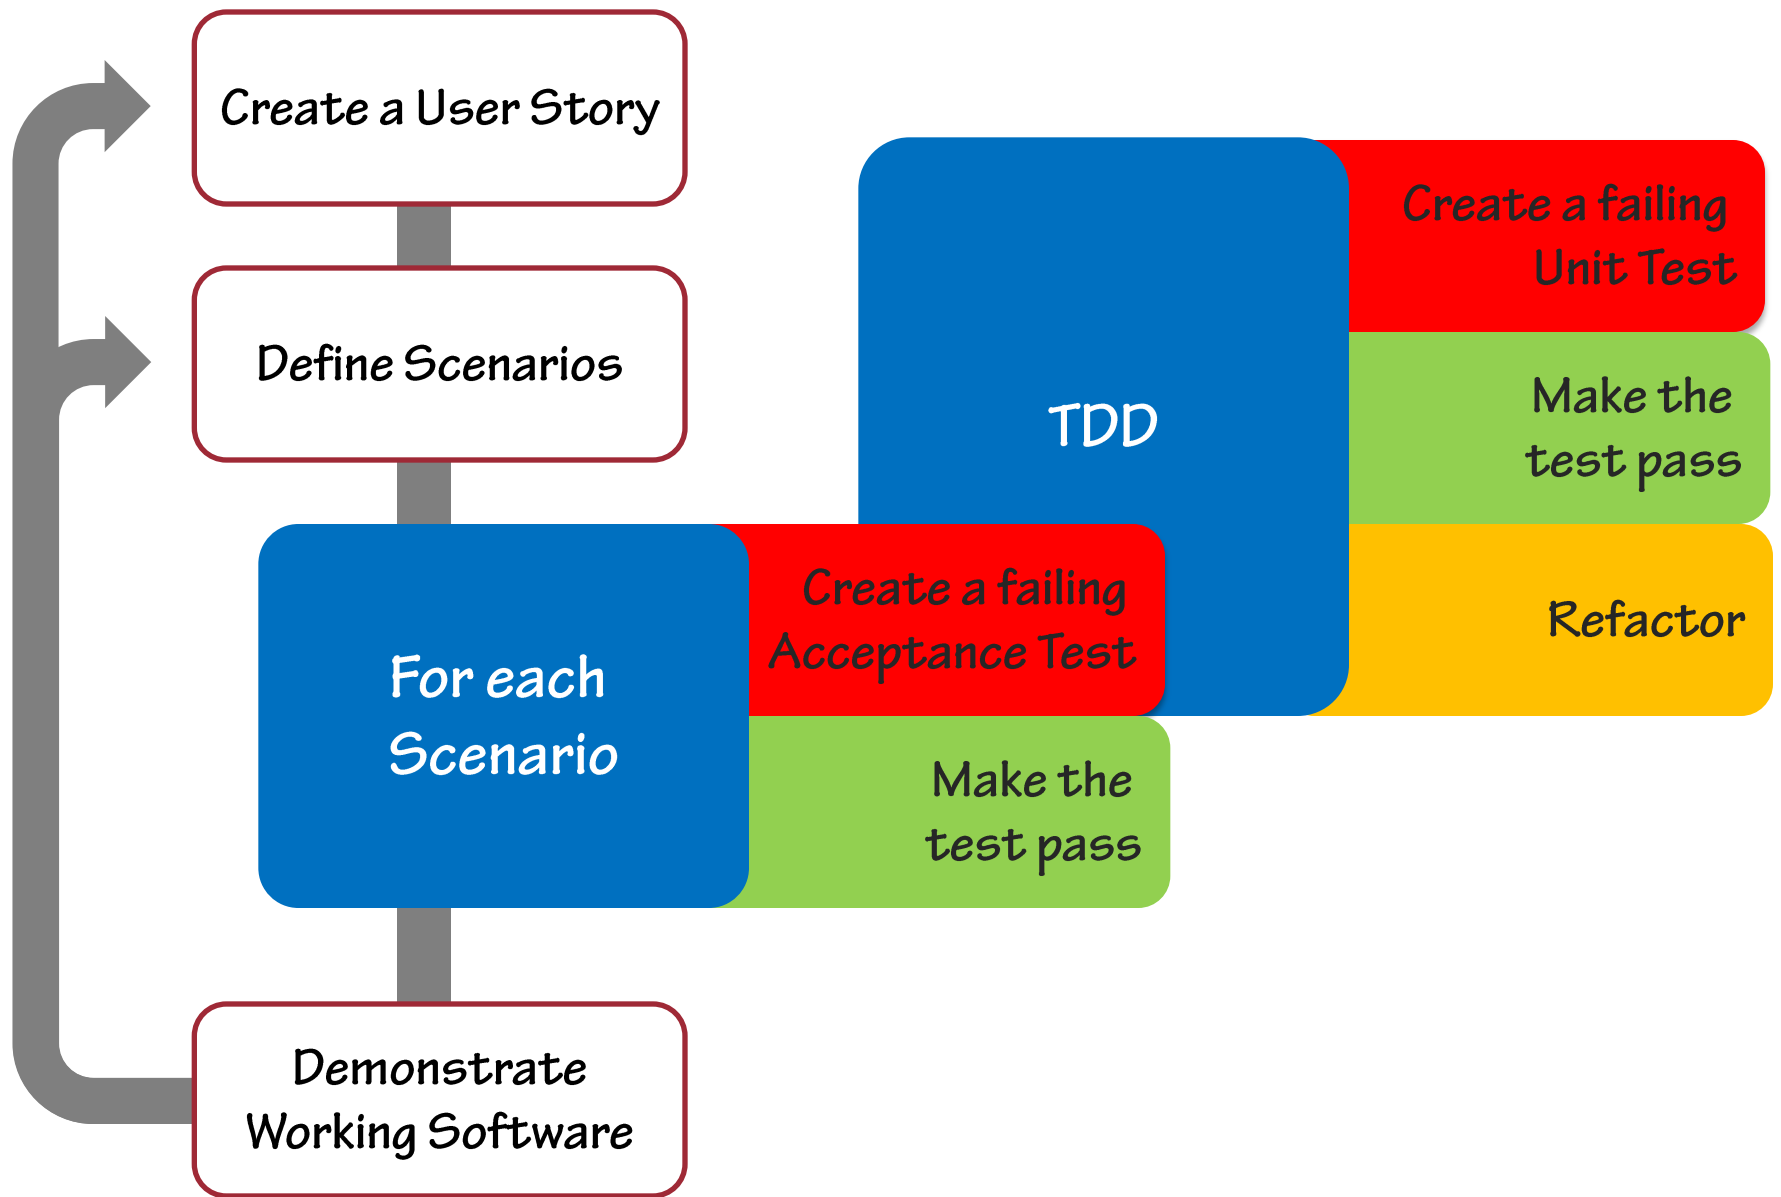 Create a User Story
Define Scenarios
For each
Scenario
Create a failing
Acceptance Test
Make the
test pass
TDD
Create a failing
Unit Test
Make the
test pass
Refactor
Demonstrate
Working Software